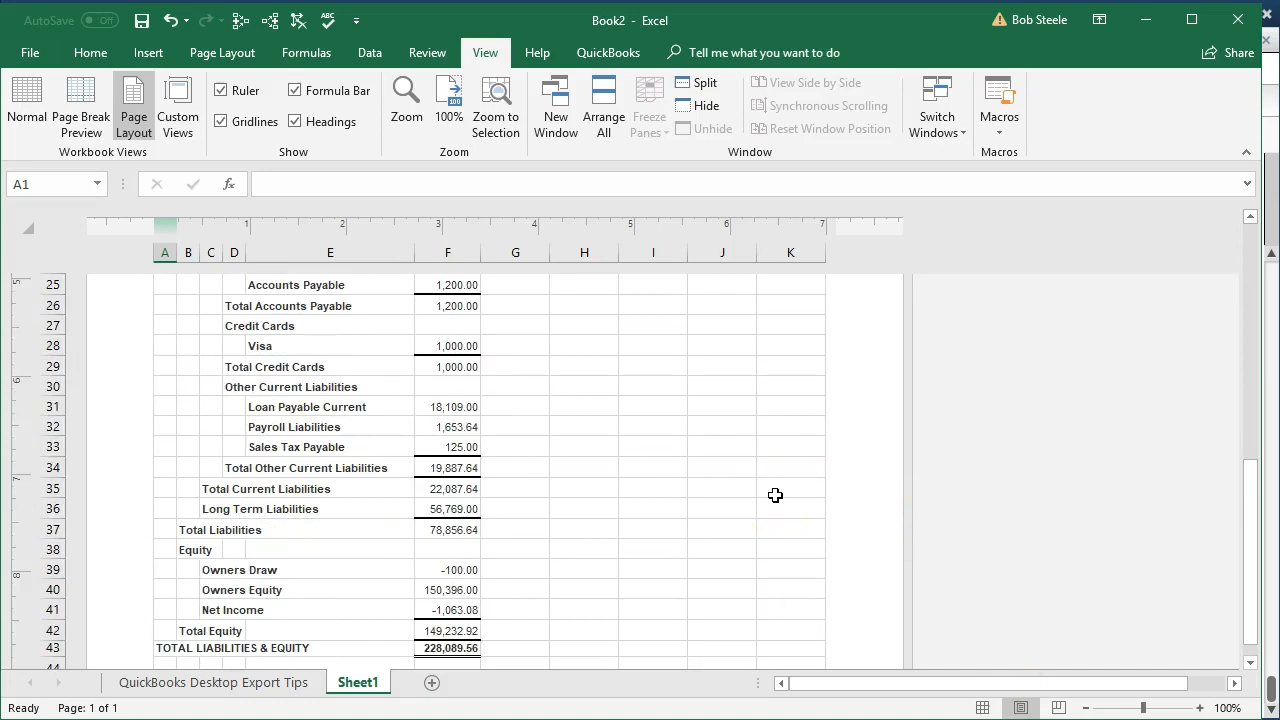 AutoSave Off Book2 - Excel Bob Steele
File Home Insert Page Layout Formulas Data Review View Help QuickBooks Tell me what you want to do Share
Normal Page Break Preview Page Layout Custom Views
Workbook Views
Ruler Formula Bar
Gridlines Headings
Show
Zoom 100% Zoom to Selection
Zoom
New Window Arrange All Freeze Panes
Split
Hide
Unhide
View Side by Side
Synchronous Scrolling
Reset Window Position
Switch Windows
Window
Macros
Macros
A1 fx
1 2 3 4 5 6 7
A B C D E F G H I J K
25 Accounts Payable 1,200.00
26 Total Accounts Payable 1,200.00
27 Credit Cards
28 Visa 1,000.00
29 Total Credit Cards 1,000.00
30 Other Current Liabilities
31 Loan Payable Current 18,109.00
32 Payroll Liabilities 1,653.64
33 Sales Tax Payable 125.00
34 Total Other Current Liabilities 19,887.64
35 Total Current Liabilities 22,087.64
36 Long Term Liabilities 56,769.00
37 Total Liabilities 78,856.64
38 Equity
39 Owners Draw -100.00
40 Owners Equity 150,396.00
41 Net Income -1,063.08
42 Total Equity 149,232.92
43 TOTAL LIABILITIES & EQUITY 228,089.56
44
QuickBooks Desktop Export Tips Sheet1
Ready Page: 1 of 1 100%